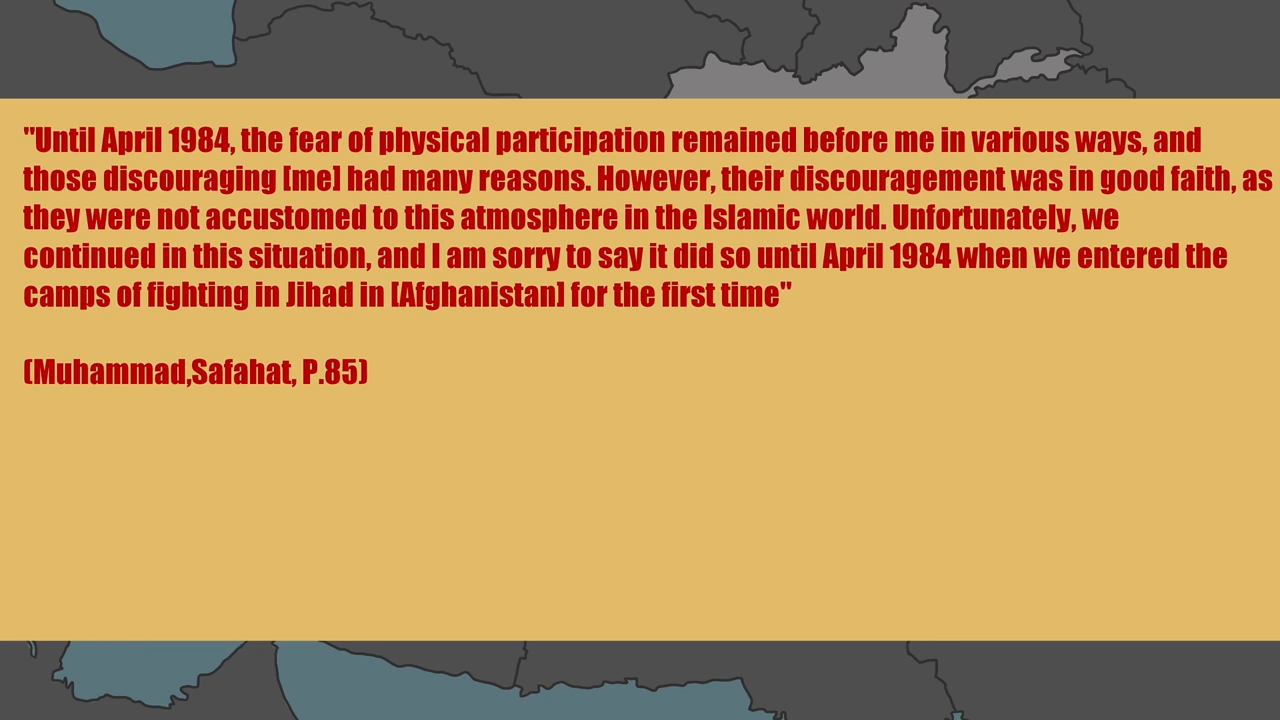 "Until April 1984, the fear of physical participation remained before me in various ways, and
those discouraging [me] had many reasons. However, their discouragement was in good faith, as
they were not accustomed to this atmosphere in the Islamic world. Unfortunately, we
continued in this situation, and I am sorry to say it did so until April 1984 when we entered the
camps of fighting in Jihad in [Afghanistan] for the first time"
(Muhammad,Safahat, P.85)